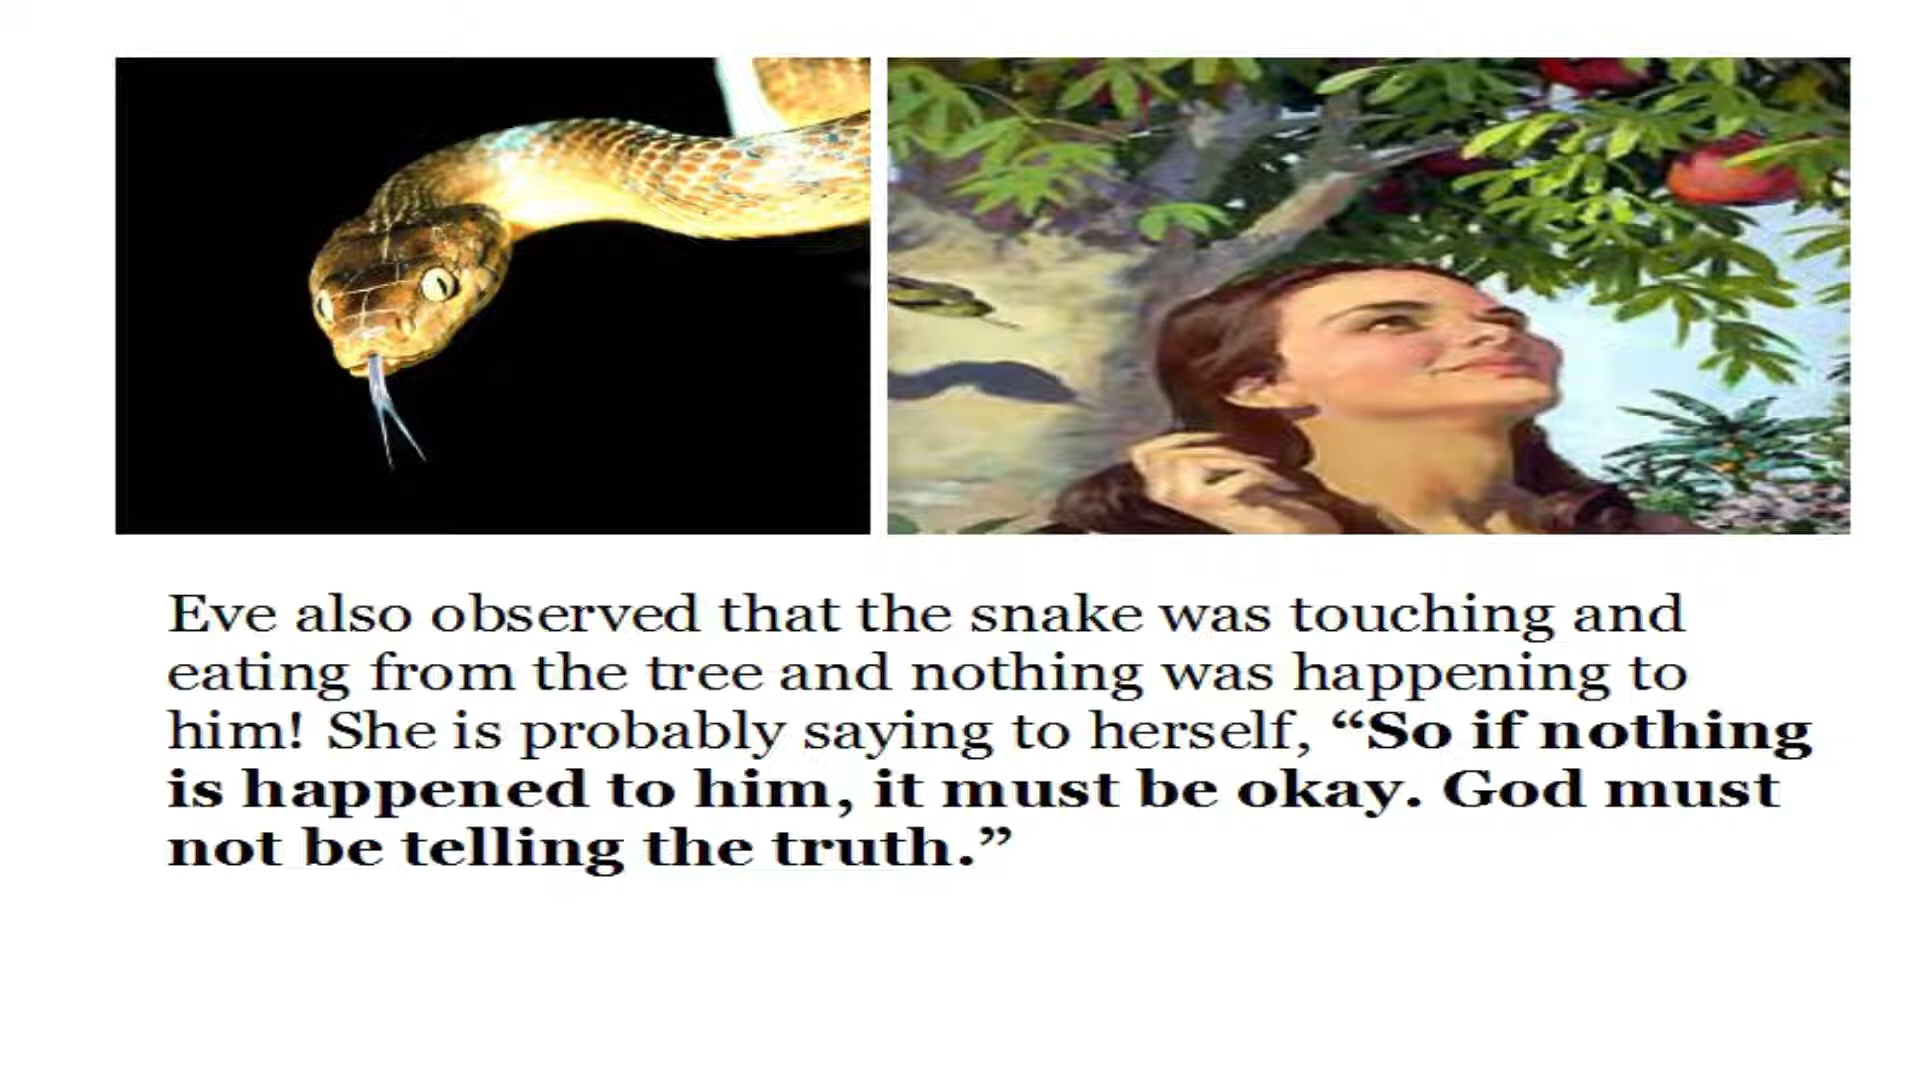 Eve also observed that the snake was touching and
eating from the tree and nothing was happening to
him! She is probably saying to herself, “So if nothing
is happened to him, it must be okay. God must
not be telling the truth.”